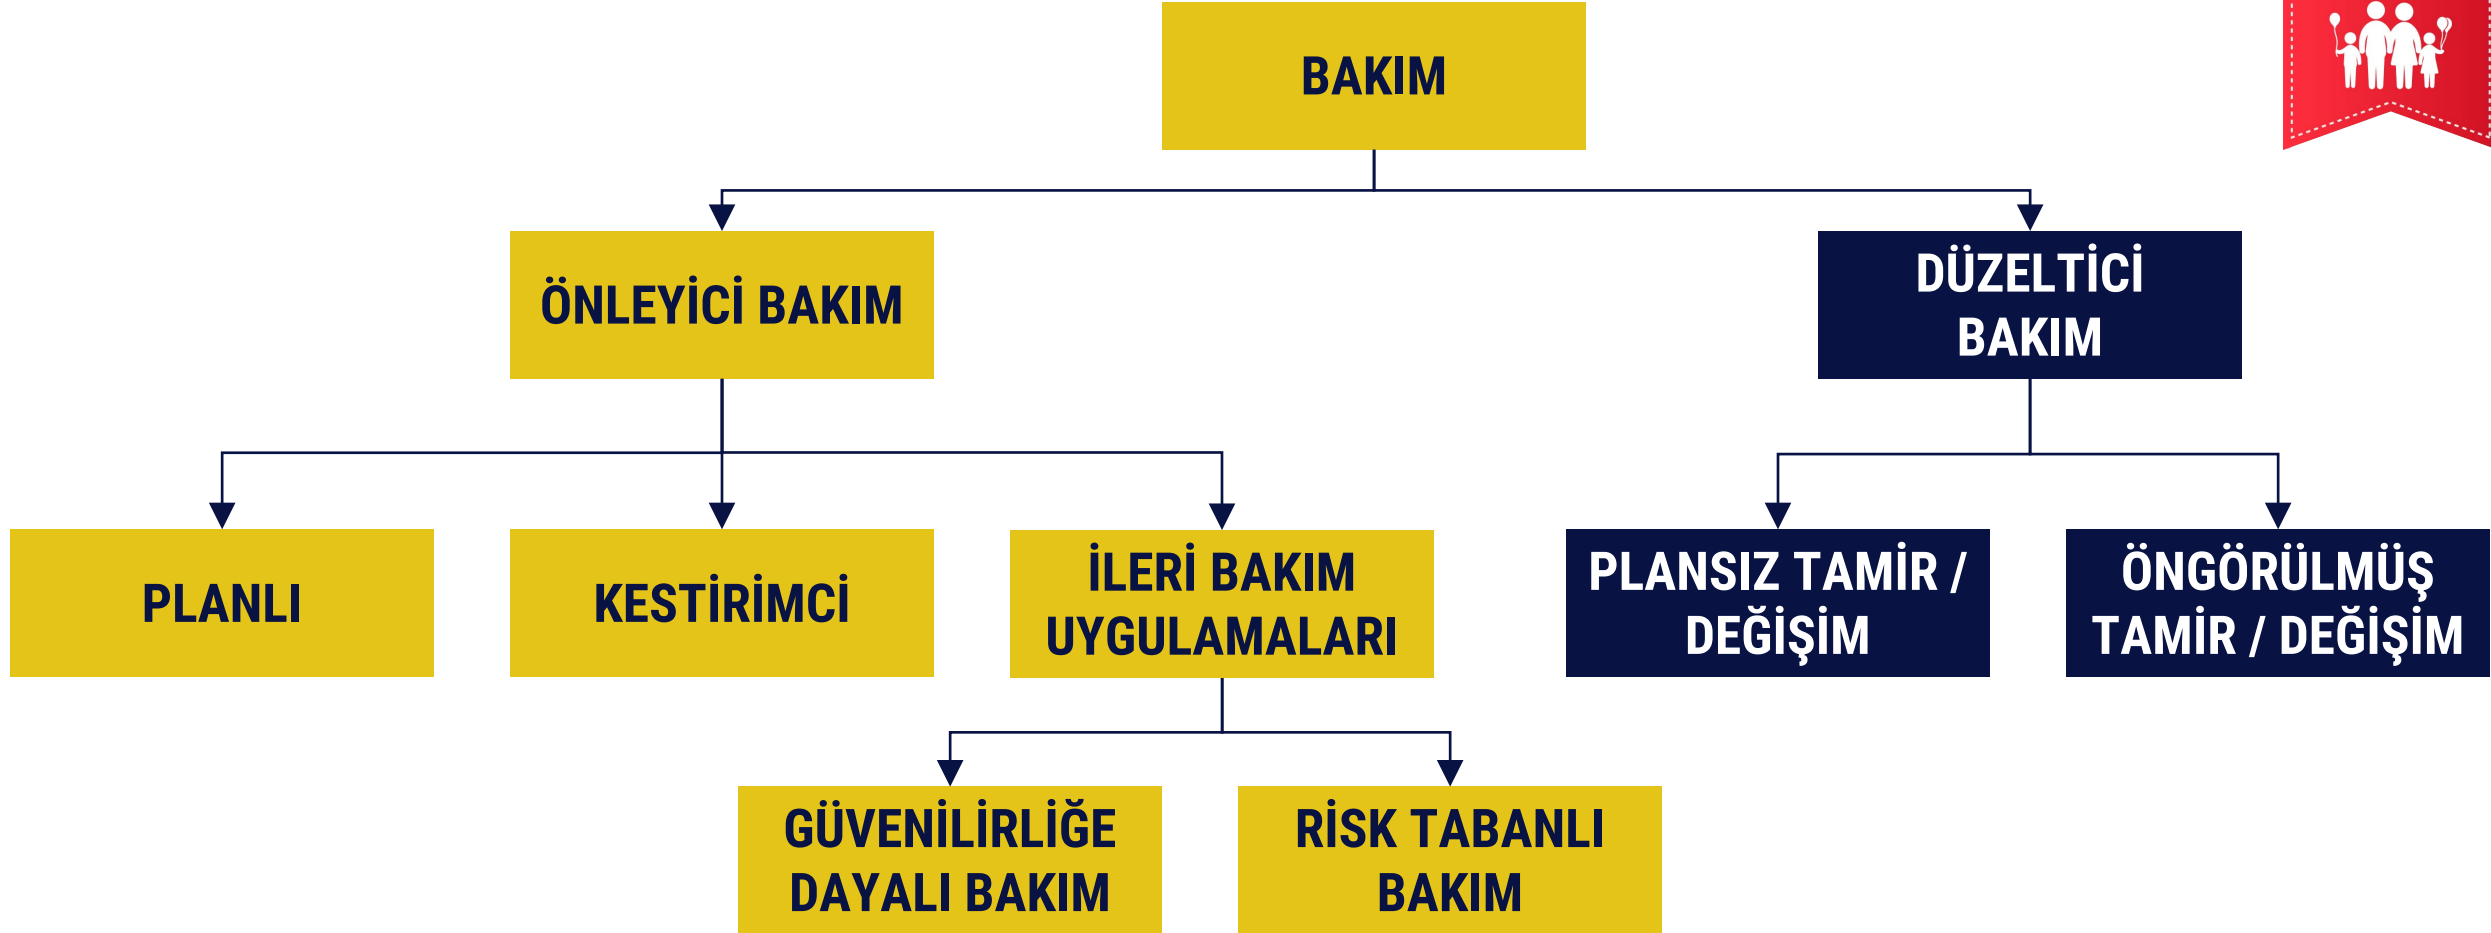 BAKIM
ÖNLEYİCİ BAKIM
DÜZELTİCİ
BAKIM
PLANLI
KESTİRİMCİ
İLERİ BAKIM
UYGULAMALARI
PLANSIZ TAMİR /
DEĞİŞİM
ÖNGÖRÜLMÜŞ
TAMİR / DEĞİŞİM
GÜVENİLİRLİĞE
DAYALI BAKIM
RİSK TABANLI
BAKIM